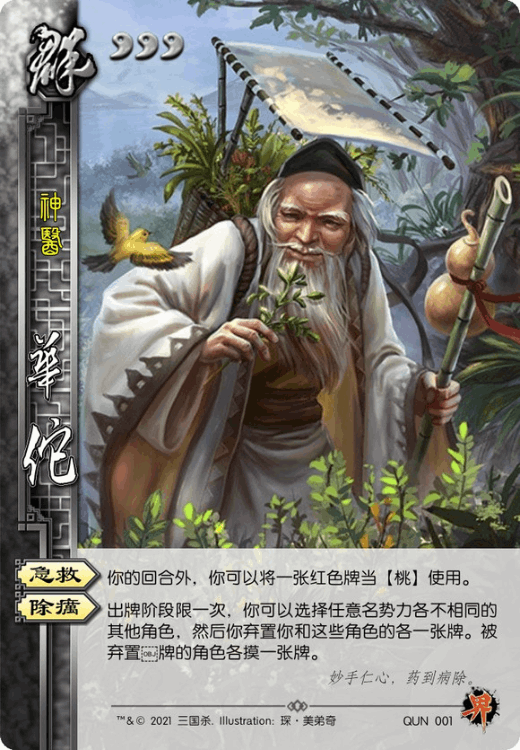 群
神醫
華佗
急救
你的回合外，你可以将一张红色牌当【桃】使用。
除疠
出牌阶段限一次，你可以选择任意名势力各不相同的
其他角色，然后你弃置你和这些角色的各一张牌。被
弃置OBJ牌的角色各摸一张牌。
妙手仁心，药到病除。
™&© 2021 三国杀. Illustration: 琛·美弟奇
QUN 001
界